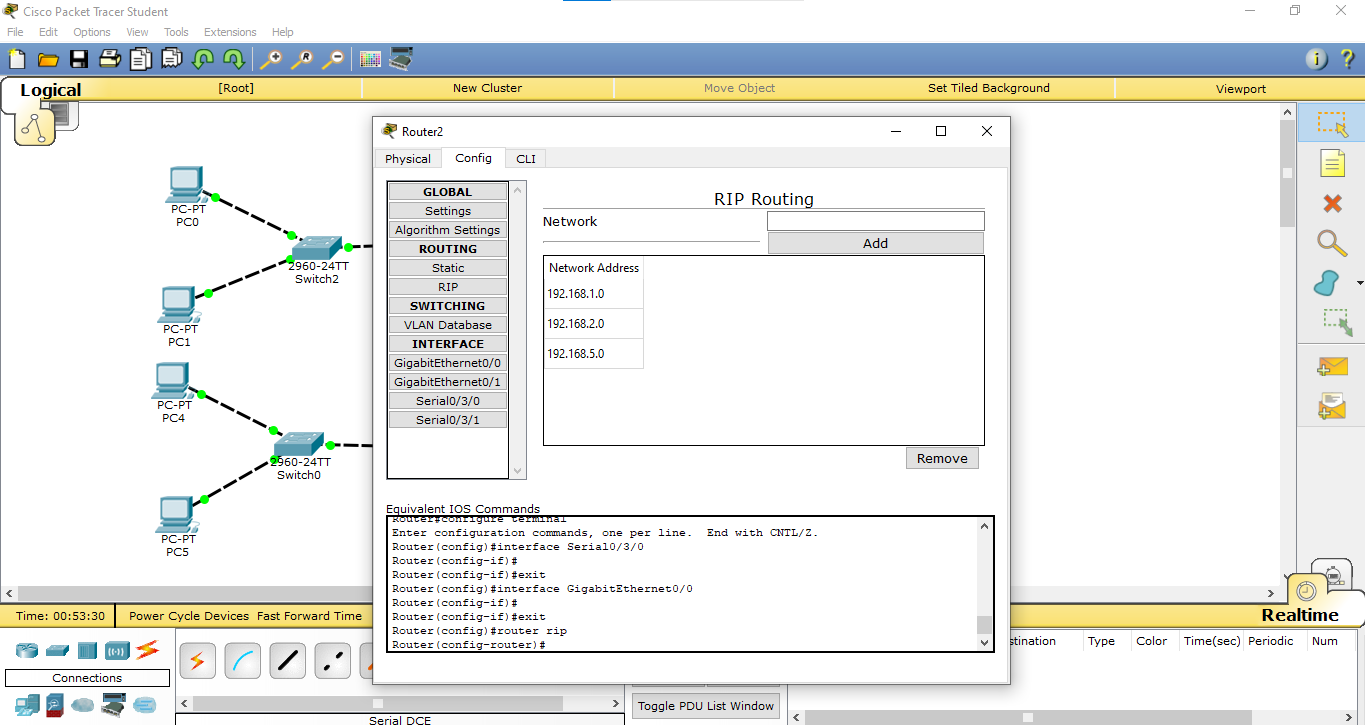 Cisco Packet Tracer Student
File Edit Options View Tools Extensions Help
Logical [Root] New Cluster Move Object Set Tiled Background Viewport
PC-PT
PC0
2960-24TT
Switch2
PC-PT
PC1
PC-PT
PC4
2960-24TT
Switch0
PC-PT
PC5
Router2
Physical Config CLI
GLOBAL
Settings
Algorithm Settings
ROUTING
Static
RIP
SWITCHING
VLAN Database
INTERFACE
GigabitEthernet0/0
GigabitEthernet0/1
Serial0/3/0
Serial0/3/1
RIP Routing
Network
Add
Network Address
192.168.1.0
192.168.2.0
192.168.5.0
Remove
Equivalent IOS Commands
Router#configure terminal
Enter configuration commands, one per line.  End with CNTL/Z.
Router(config)#interface Serial0/3/0
Router(config-if)#
Router(config-if)#exit
Router(config)#interface GigabitEthernet0/0
Router(config-if)#
Router(config-if)#exit
Router(config)#router rip
Router(config-router)#
Time: 00:53:30 Power Cycle Devices Fast Forward Time Realtime
Connections
Serial DCE
Toggle PDU List Window
stination Type Color Time(sec) Periodic Num